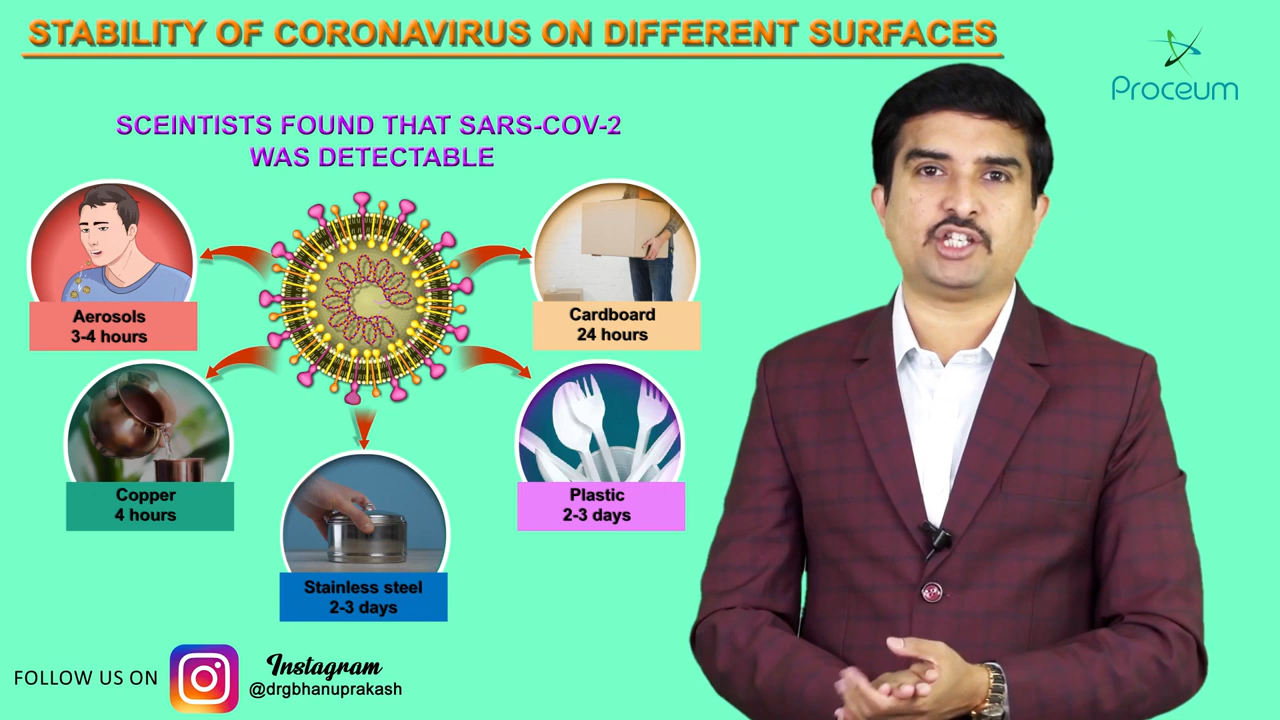 STABILITY OF CORONAVIRUS ON DIFFERENT SURFACES
Proceum
SCEINTISTS FOUND THAT SARS-COV-2
WAS DETECTABLE
Aerosols
3-4 hours
Cardboard
24 hours
Copper
4 hours
Plastic
2-3 days
Stainless steel
2-3 days
FOLLOW US ON
Instagram
@drgbhanuprakash